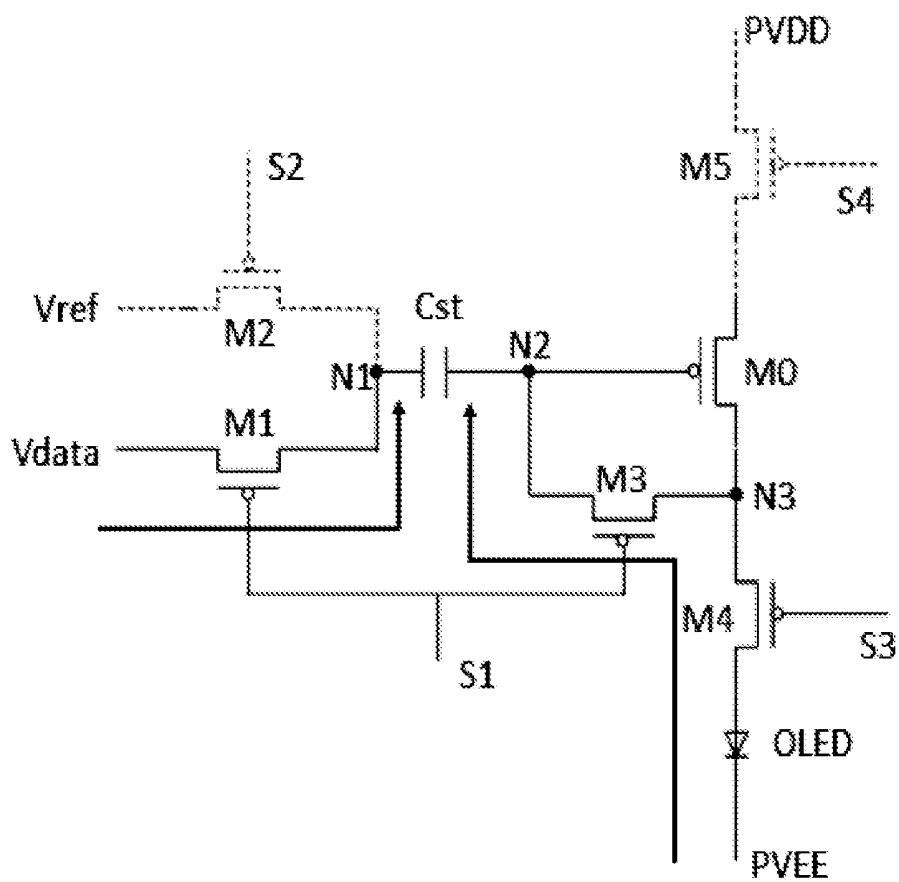 PVDD
S2
M5
S4
Vref
M2
Cst
N1
N2
M0
Vdata
M1
M3
N3
M4
S3
S1
OLED
PVEE